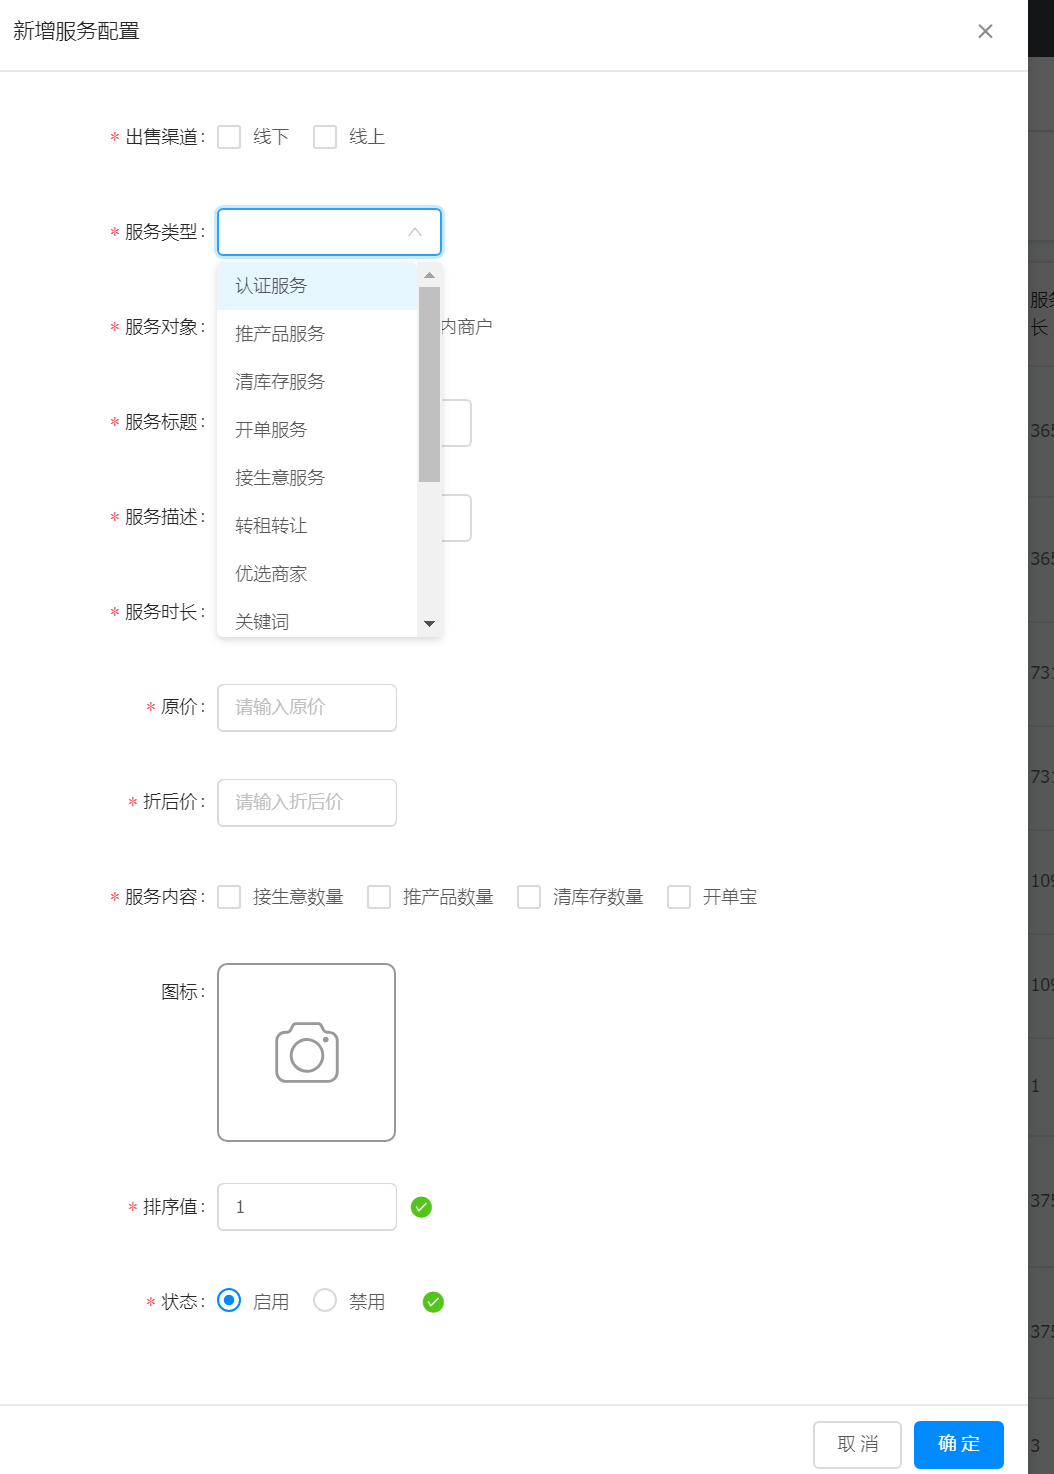 新增服务配置
* 出售渠道: 线下 线上
* 服务类型:
认证服务
* 服务对象: 内商户
推产品服务
清库存服务
* 服务标题:
开单服务
接生意服务
* 服务描述:
转租转让
优选商家
* 服务时长:
关键词
* 原价: 请输入原价
* 折后价: 请输入折后价
* 服务内容: 接生意数量 推产品数量 清库存数量 开单宝
图标:
* 排序值: 1
* 状态: 启用 禁用
取 消 确 定
长
365
365
731
731
109
109
1
375
375
3